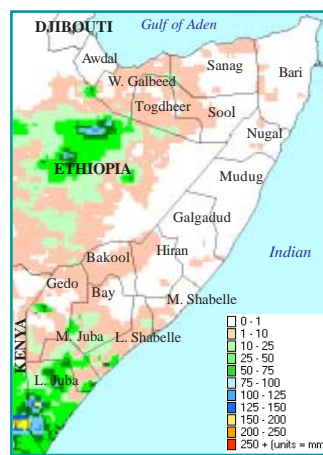 DJIBOUTI
Gulf of Aden
Awdal
Sanag
Bari
W. Galbeed
Togdheer
Sool
Nugal
ETHIOPIA
Mudug
Galgadud
Indian
Hiran
Bakool
Gedo
Bay
M. Shabelle
KENYA
M. Juba
L. Shabelle
L. Juba
0 - 1
1 - 10
10 - 25
25 - 50
50 - 75
75 - 100
100 - 125
125 - 150
150 - 200
200 - 250
250 + (units = mm